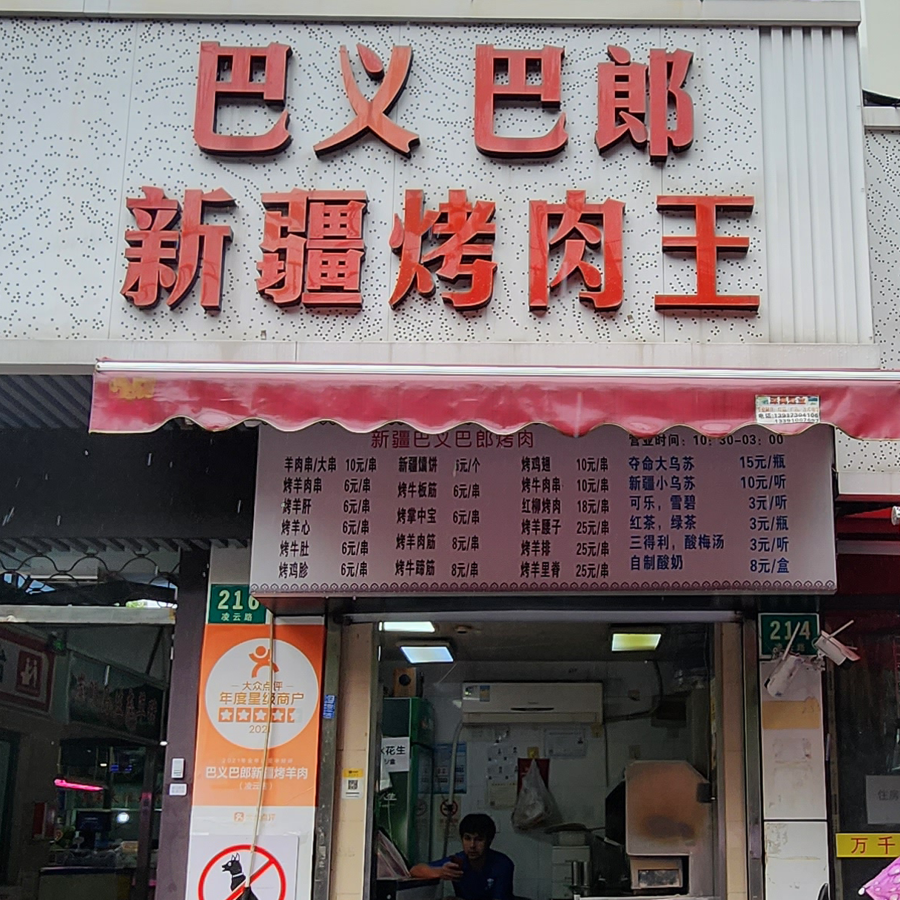 巴义巴郎
新疆烤肉王
新疆巴义巴郎烤肉
营业时间：10：30-03：00
羊肉串/大串 10元/串
烤羊肉串 6元/串
烤羊肝 6元/串
烤羊心 6元/串
烤牛肚 6元/串
烤鸡胗 6元/串
新疆馕饼 元/个
烤牛板筋 6元/串
烤掌中宝 6元/串
烤羊肉筋 8元/串
烤牛蹄筋 8元/串
烤鸡翅 10元/串
烤牛肉串 10元/串
红柳烤肉 18元/串
烤羊腰子 25元/串
烤羊排 25元/串
烤羊里脊 25元/串
夺命大乌苏 15元/瓶
新疆小乌苏 10元/听
可乐，雪碧 3元/听
红茶，绿茶 3元/瓶
三得利，酸梅汤 3元/听
自制酸奶 8元/盒
216
凌云路
214
大众点评
年度星级商户
巴义巴郎新疆烤羊肉
花生
万千